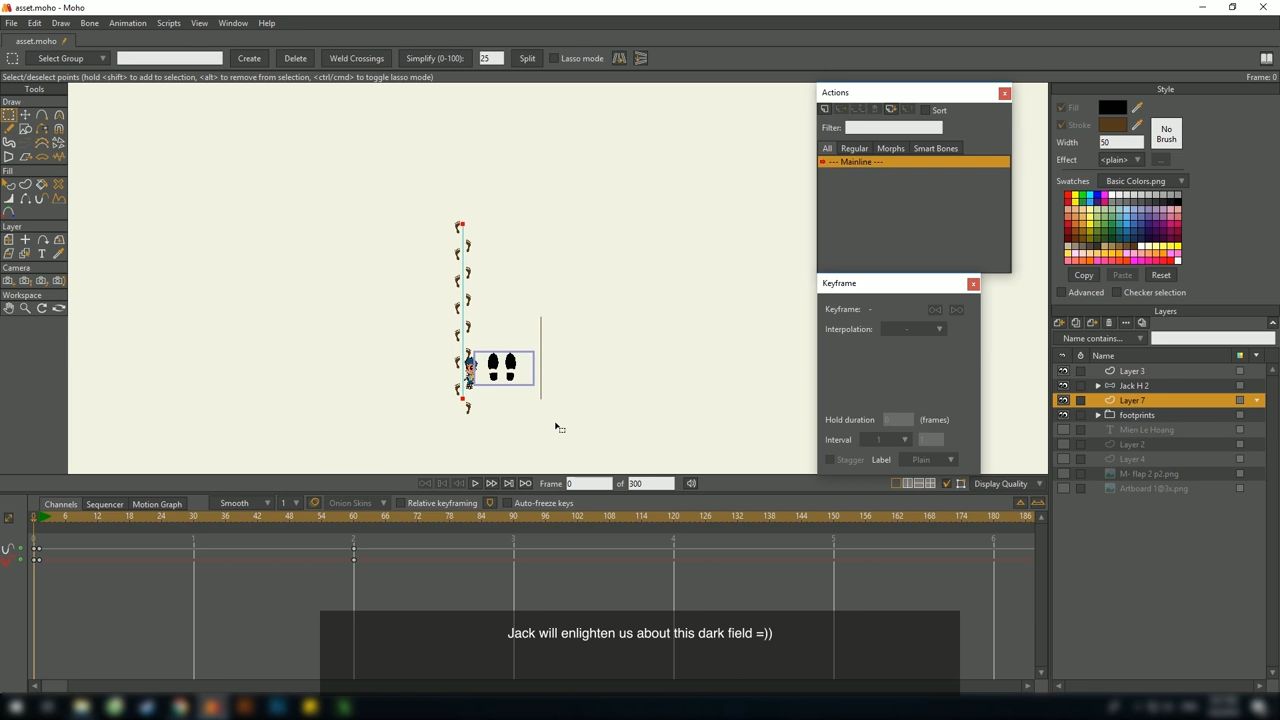 asset.moho - Moho
File Edit Draw Bone Animation Scripts View Window Help
asset.moho
Select Group Create Delete Weld Crossings Simplify (0-100): 25 Split Lasso mode
Select/deselect points (hold <shift> to add to selection, <alt> to remove from selection, <ctrl/cmd> to toggle lasso mode) Frame: 0
Tools
Draw
Fill
Layer
Camera
Workspace
Actions
Sort
Filter:
All Regular Morphs Smart Bones
--- Mainline ---
Keyframe
Keyframe: -
Interpolation: -
Hold duration 0 (frames)
Interval 1 1
Stagger Label Plain
Style
Fill
Stroke
No Brush
Width 50
Effect <plain> ...
Swatches Basic Colors.png
Copy Paste Reset
Advanced Checker selection
Layers
Name contains...
Name
Layer 3
Jack H 2
Layer 7
footprints
Mien Le Hoang
Layer 2
Layer 4
M- flap 2 p2.png
Artboard 1@3x.png
Frame 0 of 300 Display Quality
Channels Sequencer Motion Graph Smooth 1 Onion Skins Relative keyframing Auto-freeze keys
0 6 12 18 24 30 36 42 48 54 60 66 72 78 84 90 96 102 108 114 120 126 132 138 144 150 156 162 168 174 180 186
0 1 2 3 4 5 6
Jack will enlighten us about this dark field =))